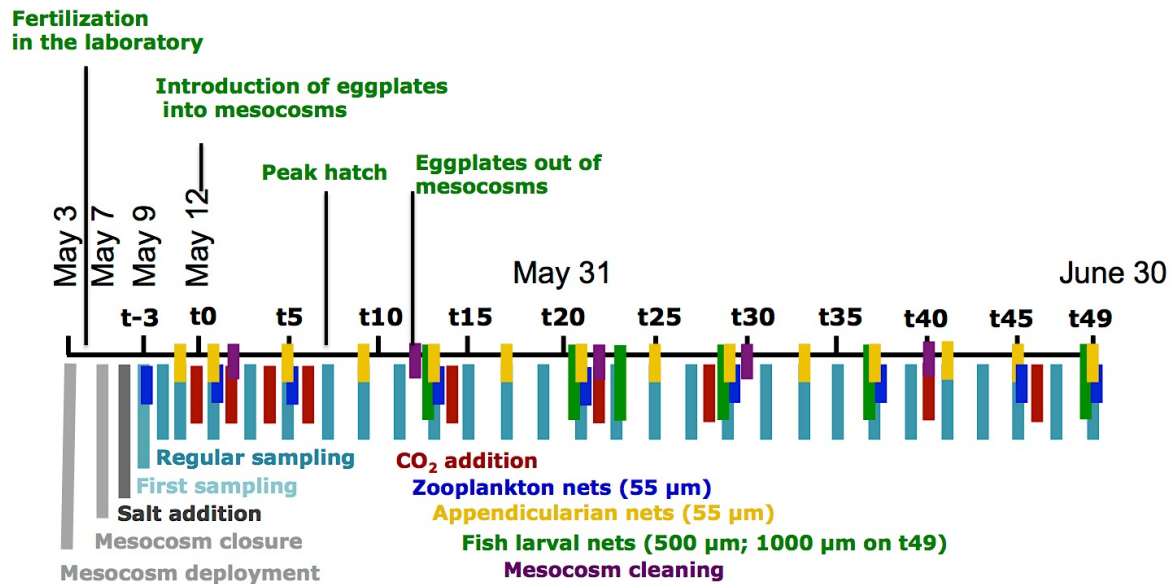 Fertilization
in the laboratory
Introduction of eggplates
into mesocosms
Peak hatch
Eggplates out of
mesocosms
May 3
May 7
May 9
May 12
May 31
June 30
t-3
t0
t5
t10
t15
t20
t25
t30
t35
t40
t45
t49
Regular sampling
First sampling
Salt addition
Mesocosm closure
Mesocosm deployment
CO₂ addition
Zooplankton nets (55 µm)
Appendicularian nets (55 µm)
Fish larval nets (500 µm; 1000 µm on t49)
Mesocosm cleaning